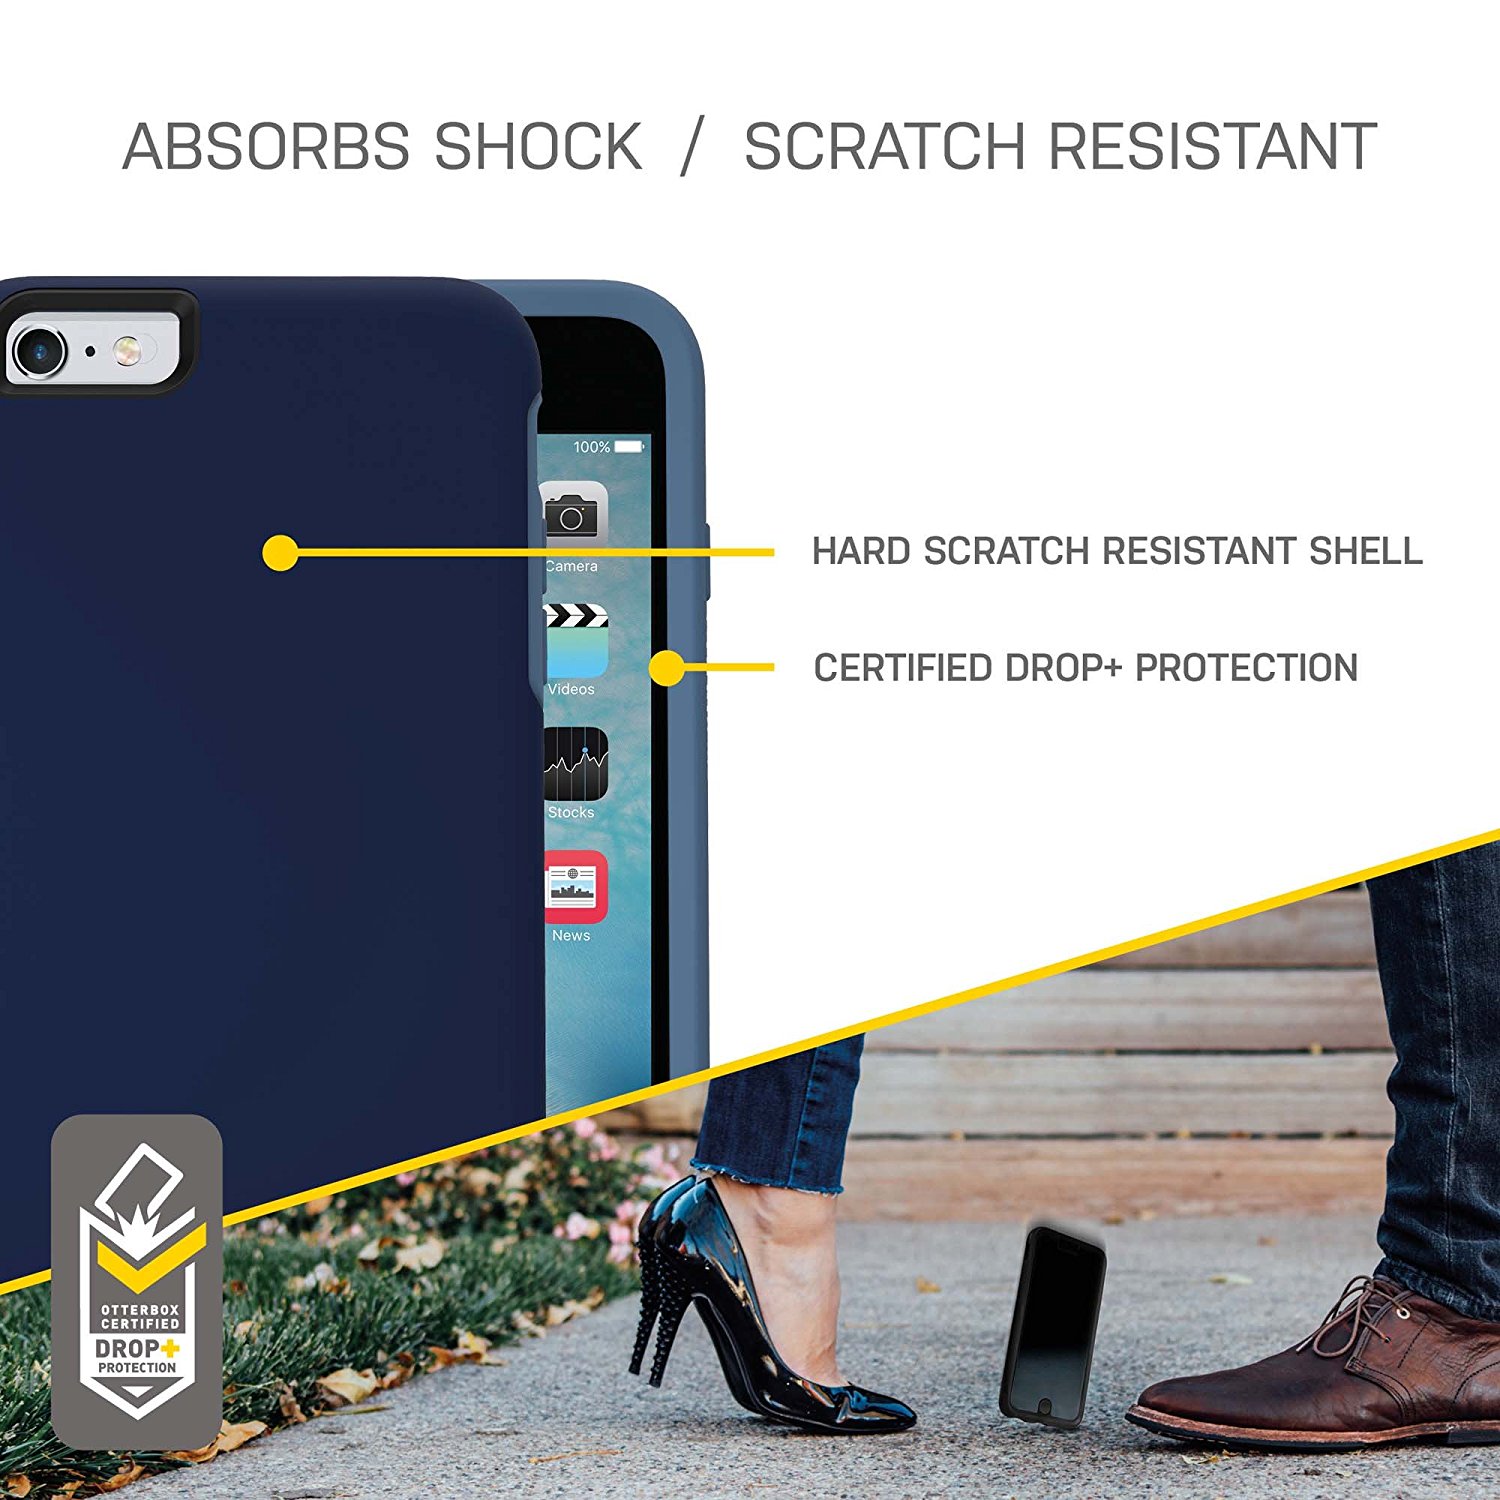 ABSORBS SHOCK / SCRATCH RESISTANT
100%
Camera
HARD SCRATCH RESISTANT SHELL
CERTIFIED DROP+ PROTECTION
Videos
Stocks
News
OTTERBOX
CERTIFIED
DROP+
PROTECTION